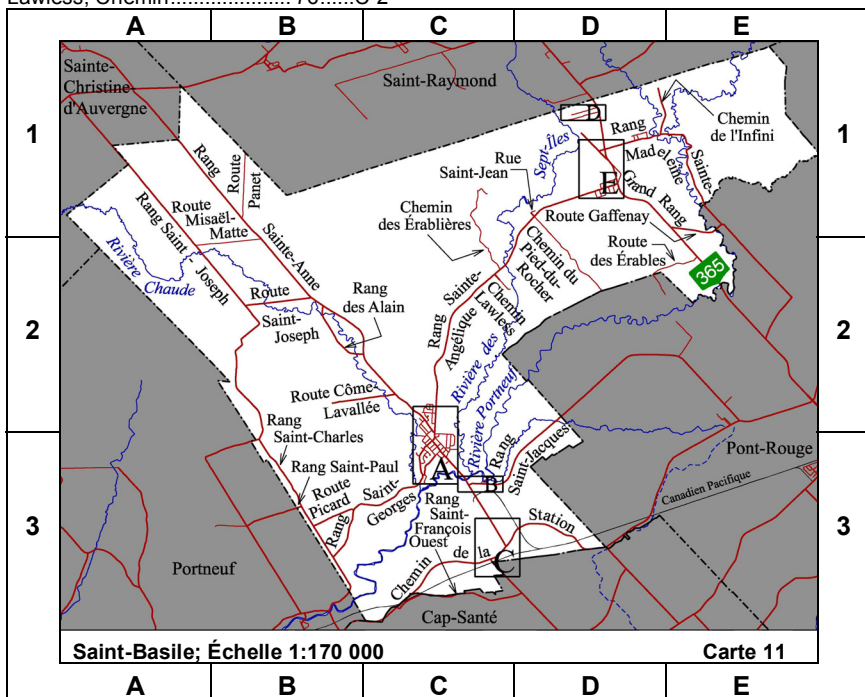 Lawless, Chemin..................... 70......C-2
A B C D E
1
2
3
1
2
3
Sainte-
Christine-
d'Auvergne
Saint-Raymond
D
Rang
Madeleine
Sainte-
Chemin
de l'Infini
Sept-Îles
Rue
Saint-Jean
E
Grand
Rang
Rang
Route
Panet
Route
Misaël-
Matte
Rang Saint
Joseph
Sainte-Anne
Chemin
des Érablières
Route Gaffenay
Route
des Érables
365
Chemin du
Pied-du-
Rocher
Rivière
Chaude
Route
Saint-
Joseph
Rang
des Alain
Rang
Sainte-
Angélique
Chemin
Lawless
Rivière des
Rivière Portneuf
Route Côme-
Lavallée
Rang
Saint-Charles
Rang Saint-Paul
Route
Picard
Rang
Saint-
Georges
A
B
Rang
Saint-Jacques
Pont-Rouge
Canadien Pacifique
Rang
Saint-
François
Ouest
Chemin
de la
Station
C
Portneuf
Cap-Santé
Saint-Basile; Échelle 1:170 000
Carte 11
A B C D E